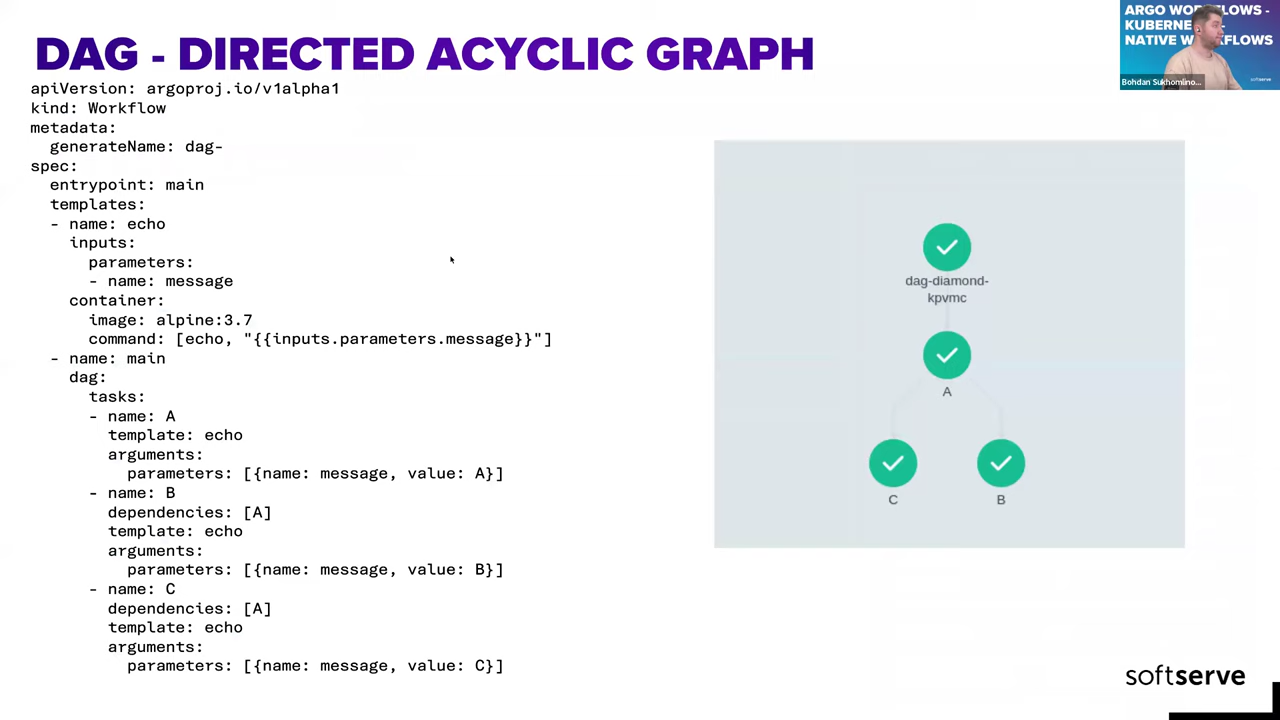 DAG - DIRECTED ACYCLIC GRAPH
apiVersion: argoproj.io/v1alpha1
kind: Workflow
metadata:
  generateName: dag-
spec:
  entrypoint: main
  templates:
  - name: echo
    inputs:
      parameters:
      - name: message
    container:
      image: alpine:3.7
      command: [echo, "{{inputs.parameters.message}}"]
  - name: main
    dag:
      tasks:
      - name: A
        template: echo
        arguments:
          parameters: [{name: message, value: A}]
      - name: B
        dependencies: [A]
        template: echo
        arguments:
          parameters: [{name: message, value: B}]
      - name: C
        dependencies: [A]
        template: echo
        arguments:
          parameters: [{name: message, value: C}]
dag-diamond-
kpvmc
A
C
B
ARGO WORKFLOWS -
NATIVE WORKFLOWS
Bohdan Sukhomlino...
softserve
softserve